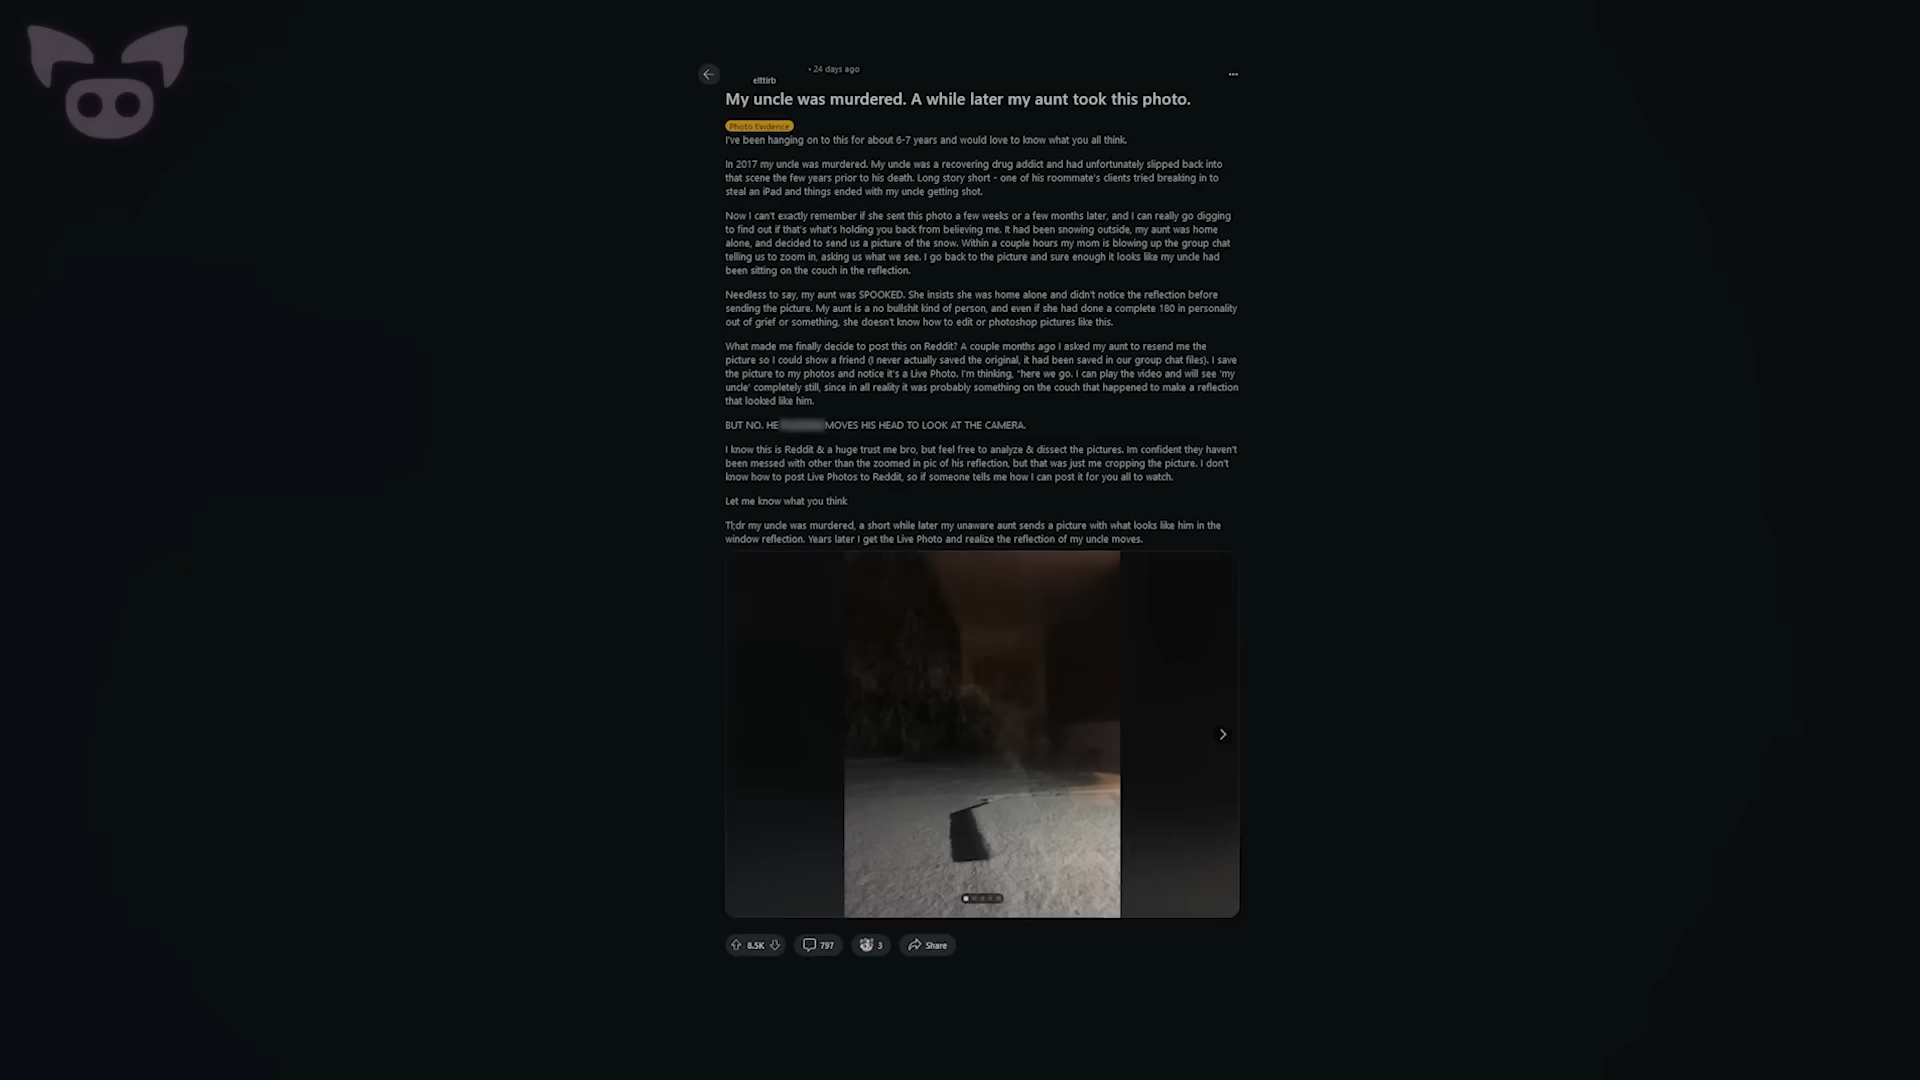 • 24 days ago
elttirb
My uncle was murdered. A while later my aunt took this photo.
Photo Evidence
I've been hanging on to this for about 6-7 years and would love to know what you all think.
In 2017 my uncle was murdered. My uncle was a recovering drug addict and had unfortunately slipped back into
that scene the few years prior to his death. Long story short - one of his roommate's clients tried breaking in to
steal an iPad and things ended with my uncle getting shot.
Now I can't exactly remember if she sent this photo a few weeks or a few months later, and I can really go digging
to find out if that's what's holding you back from believing me. It had been snowing outside, my aunt was home
alone, and decided to send us a picture of the snow. Within a couple hours my mom is blowing up the group chat
telling us to zoom in, asking us what we see. I go back to the picture and sure enough it looks like my uncle had
been sitting on the couch in the reflection.
Needless to say, my aunt was SPOOKED. She insists she was home alone and didn't notice the reflection before
sending the picture. My aunt is a no bullshit kind of person, and even if she had done a complete 180 in personality
out of grief or something, she doesn't know how to edit or photoshop pictures like this.
What made me finally decide to post this on Reddit? A couple months ago I asked my aunt to resend me the
picture so I could show a friend (I never actually saved the original, it had been saved in our group chat files). I save
the picture to my photos and notice it's a Live Photo. I'm thinking, "here we go. I can play the video and will see 'my
uncle' completely still, since in all reality it was probably something on the couch that happened to make a reflection
that looked like him.
BUT NO. HE MOVES HIS HEAD TO LOOK AT THE CAMERA.
I know this is Reddit & a huge trust me bro, but feel free to analyze & dissect the pictures. Im confident they haven't
been messed with other than the zoomed in pic of his reflection, but that was just me cropping the picture. I don't
know how to post Live Photos to Reddit, so if someone tells me how I can post it for you all to watch.
Let me know what you think
Tl;dr my uncle was murdered, a short while later my unaware aunt sends a picture with what looks like him in the
window reflection. Years later I get the Live Photo and realize the reflection of my uncle moves.
8.5K
797
3
Share